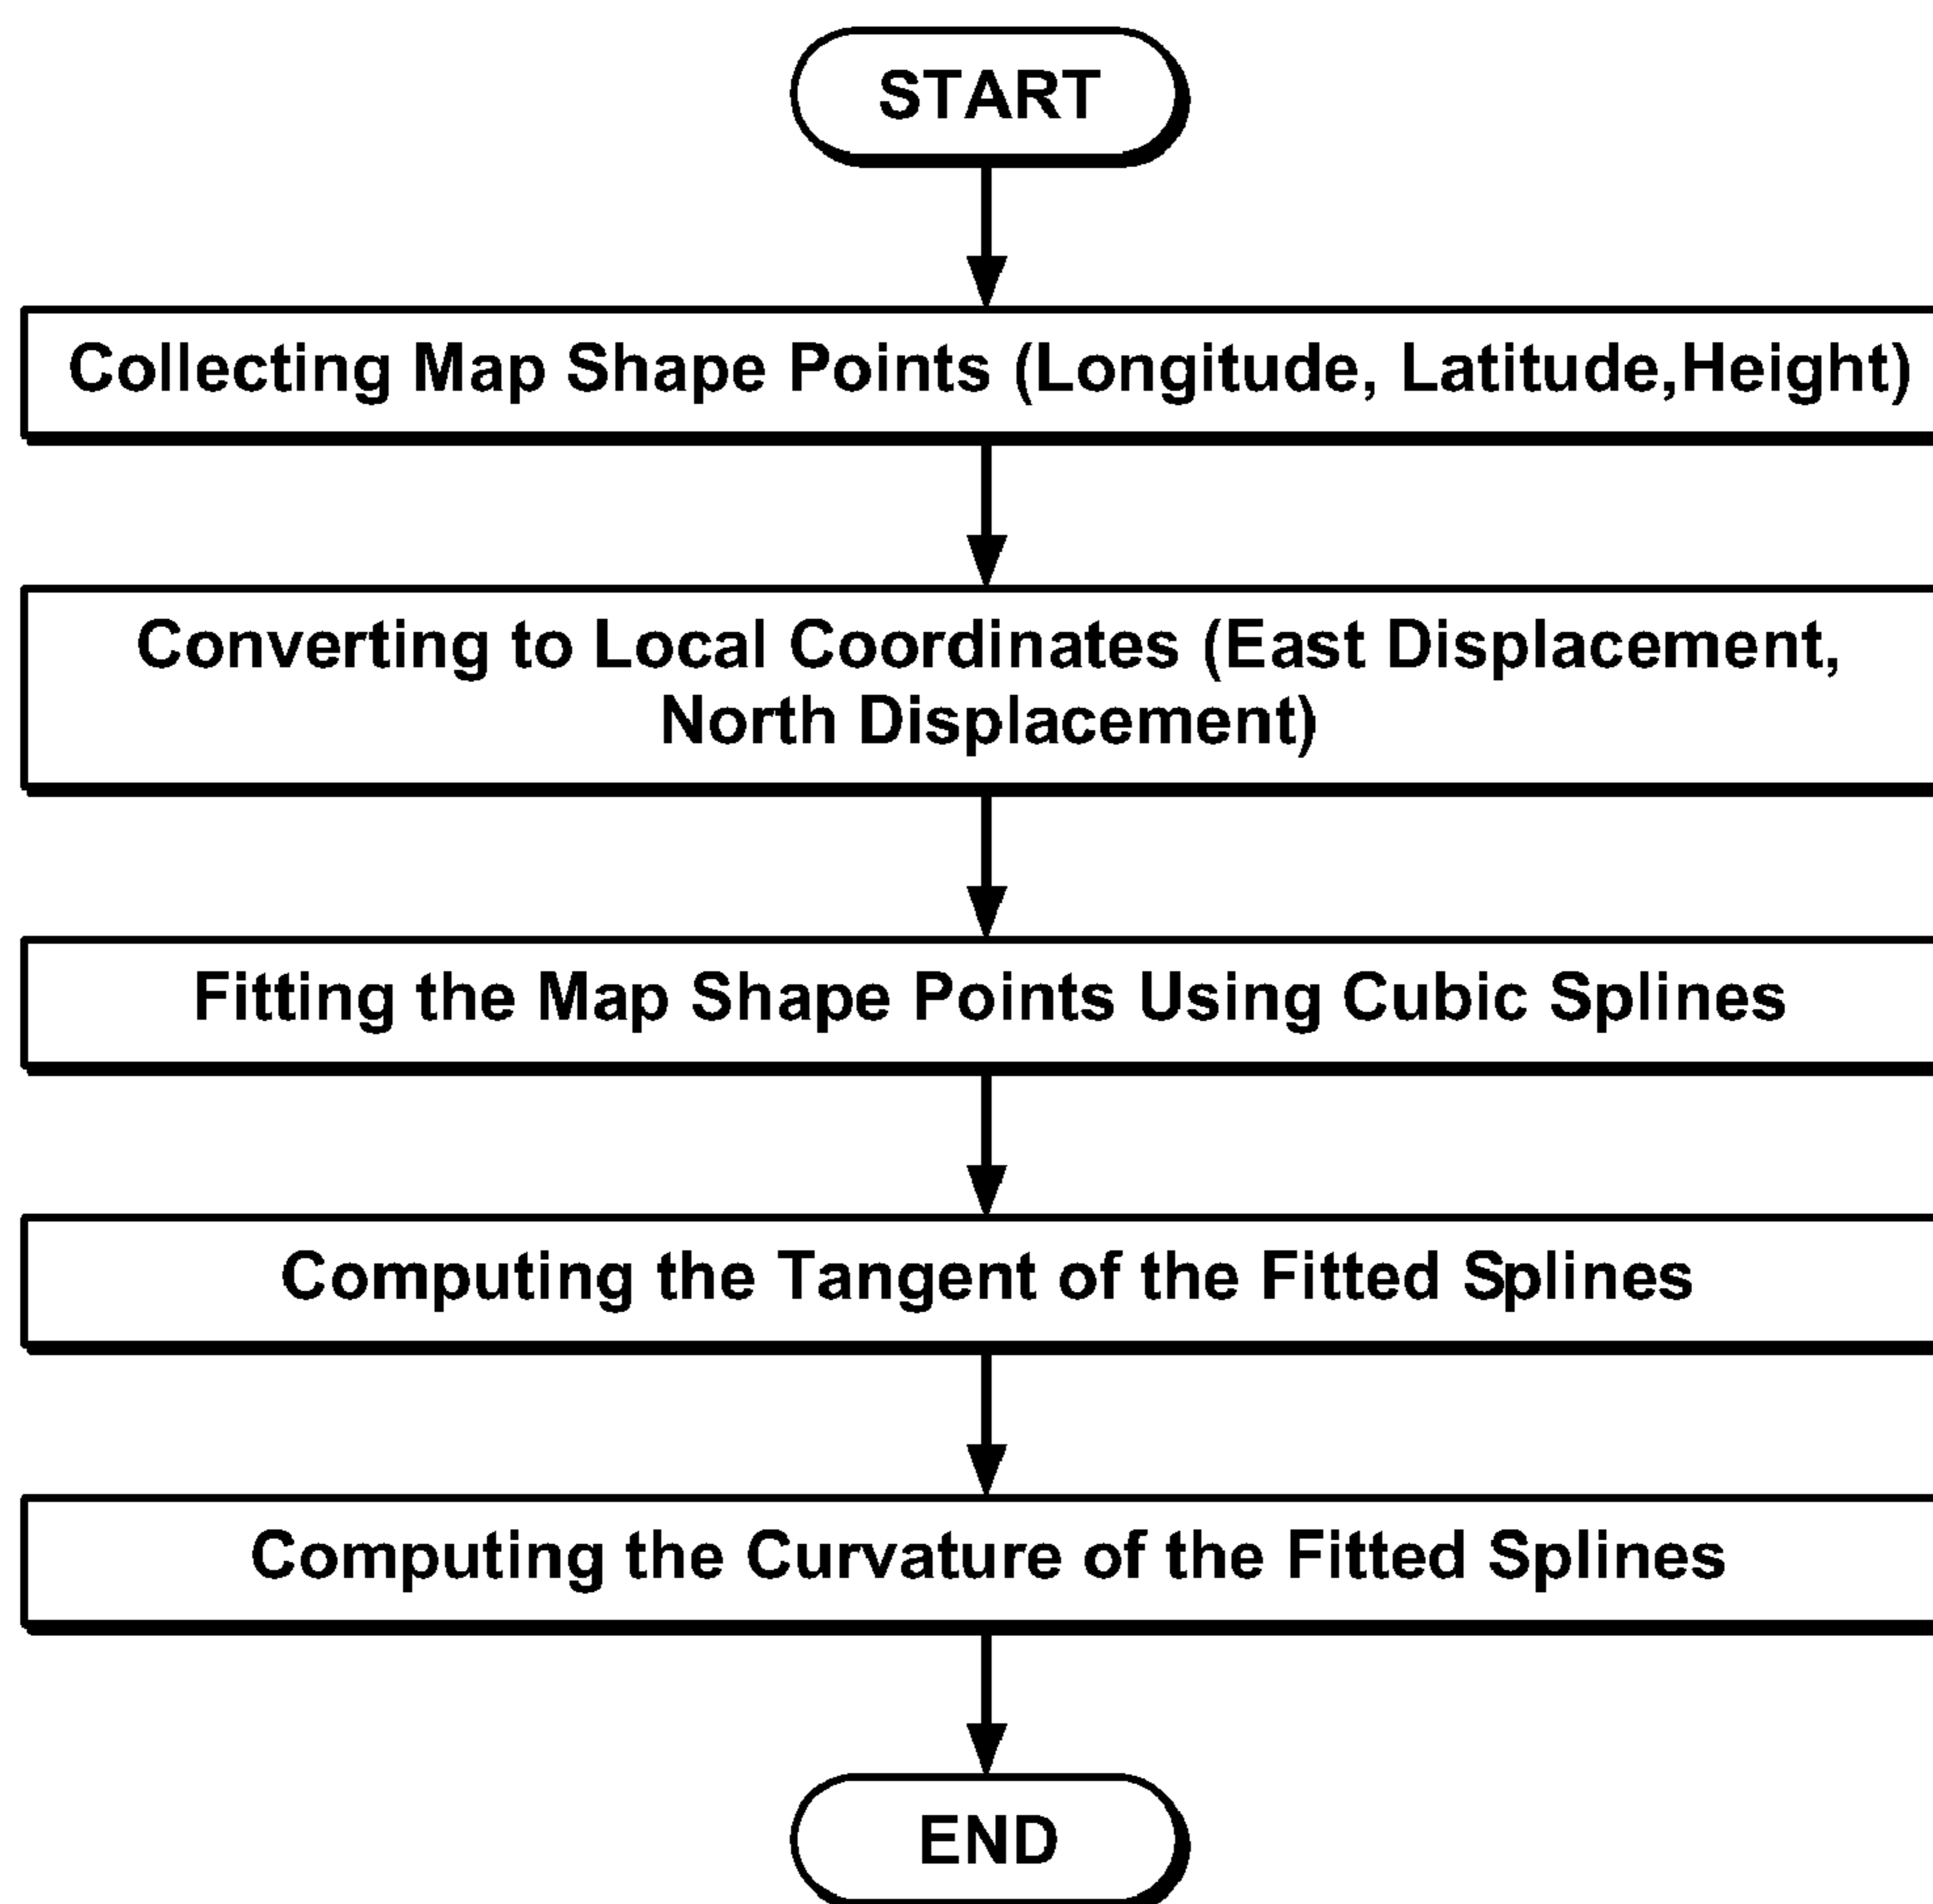 START
Collecting Map Shape Points (Longitude, Latitude,Height)
Converting to Local Coordinates (East Displacement,
North Displacement)
Fitting the Map Shape Points Using Cubic Splines
Computing the Tangent of the Fitted Splines
Computing the Curvature of the Fitted Splines
END